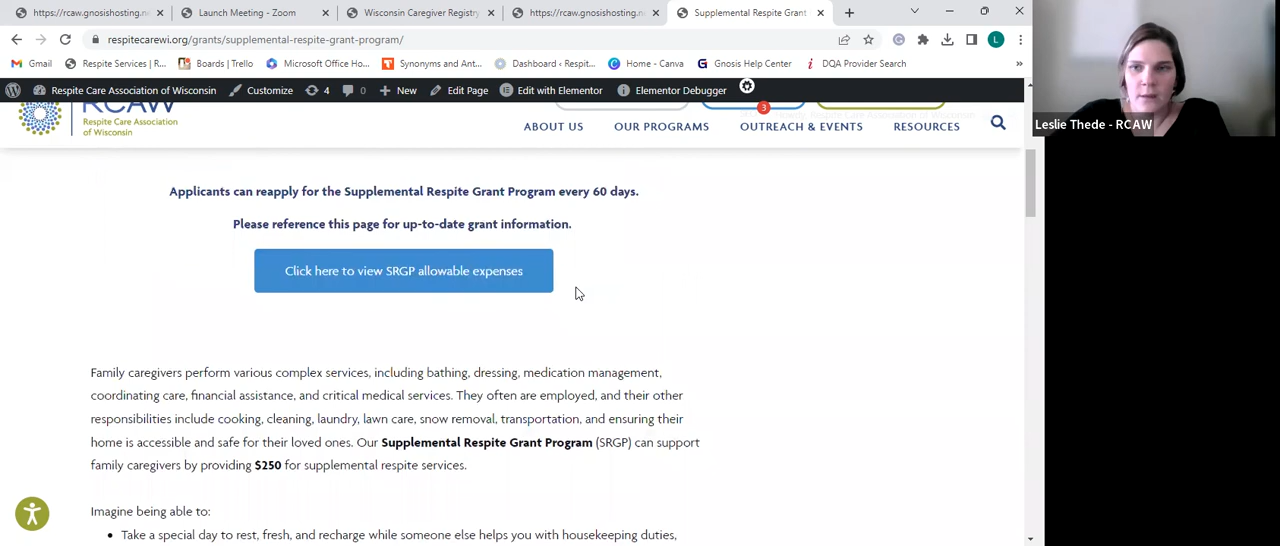 https://rcaw.gnosishosting.ne
Launch Meeting - Zoom
Wisconsin Caregiver Registry
https://rcaw.gnosishosting.ne
Supplemental Respite Grant
respitecarewi.org/grants/supplemental-respite-grant-program/
L
Gmail
Respite Services | R...
Boards | Trello
Microsoft Office Ho...
Synonyms and Ant...
Dashboard ‹ Respit...
Home - Canva
Gnosis Help Center
DQA Provider Search
Respite Care Association of Wisconsin
Customize
4
0
New
Edit Page
Edit with Elementor
Elementor Debugger
RCAW
Respite Care Association
of Wisconsin
3
ABOUT US
OUR PROGRAMS
OUTREACH & EVENTS
RESOURCES
Leslie Thede - RCAW
Applicants can reapply for the Supplemental Respite Grant Program every 60 days.
Please reference this page for up-to-date grant information.
Click here to view SRGP allowable expenses
Family caregivers perform various complex services, including bathing, dressing, medication management,
coordinating care, financial assistance, and critical medical services. They often are employed, and their other
responsibilities include cooking, cleaning, laundry, lawn care, snow removal, transportation, and ensuring their
home is accessible and safe for their loved ones. Our Supplemental Respite Grant Program (SRGP) can support
family caregivers by providing $250 for supplemental respite services.
Imagine being able to:
• Take a special day to rest, fresh, and recharge while someone else helps you with housekeeping duties,